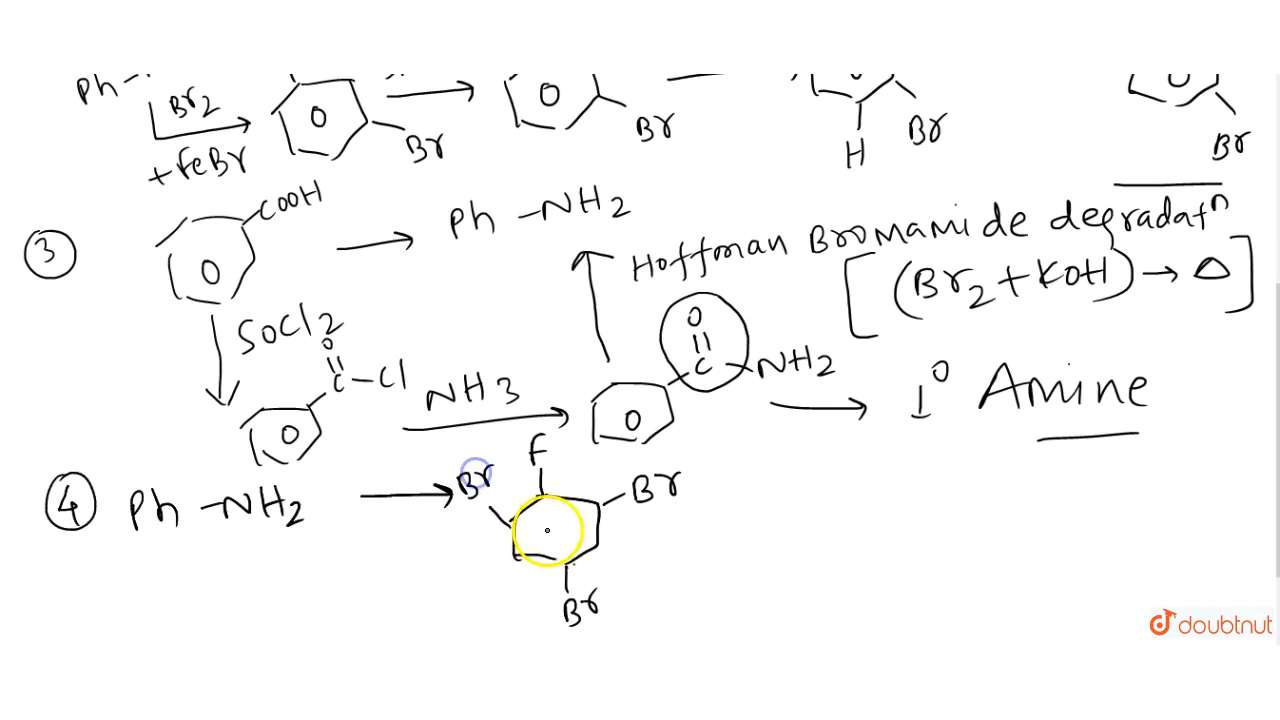 Ph -
Br2
+ FeBr
Br
Br
H
Br
Br
3
COOH
Ph -NH2
Hoffman Bromamide degradatn
[(Br2 + KOH) → Δ]
SOCl2
O
C -Cl
NH3
O
C
NH2
1° Amine
4
Ph -NH2
Br
F
Br
Br
doubtnut